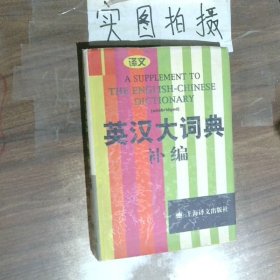 实图拍摄
译文
A SUPPLEMENT TO
THE ENGLISH-CHINESE
DICTIONARY
(unabridged)
英汉大词典
补编
上海译文出版社